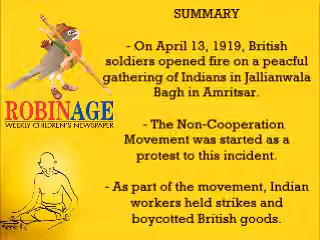 SUMMARY
- On April 13, 1919, British
soldiers opened fire on a peacful
gathering of Indians in Jallianwala
Bagh in Amritsar.
ROBINAGE
WEEKLY CHILDREN'S NEWSPAPER
- The Non-Cooperation
Movement was started as a
protest to this incident.
- As part of the movement, Indian
workers held strikes and
boycotted British goods.